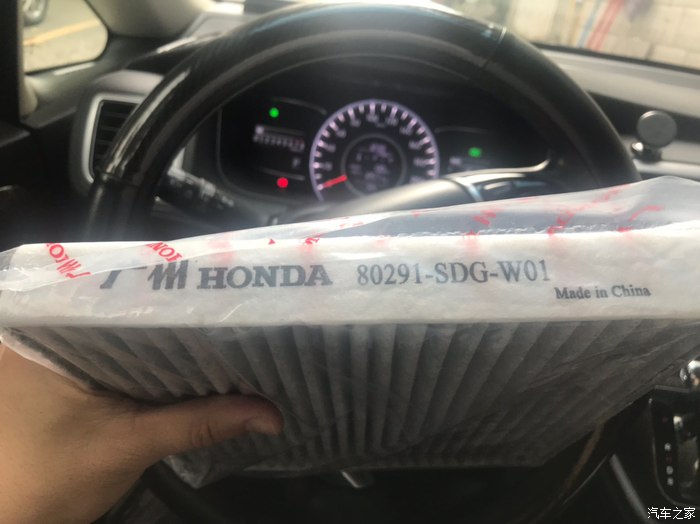 HONDA 80291-SDG-W01
Made in China
汽车之家